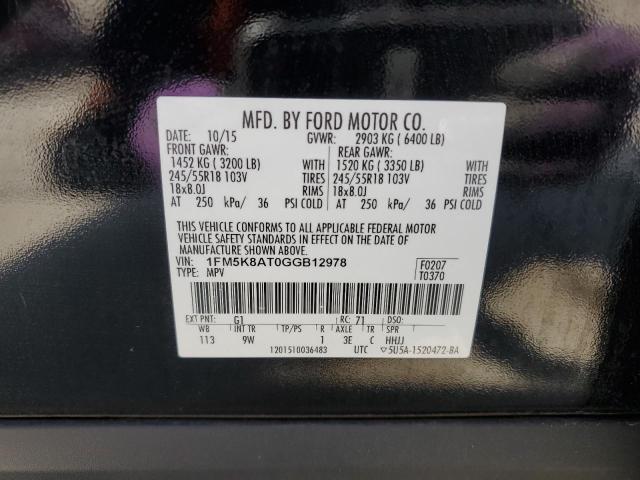 MFD. BY FORD MOTOR CO.
DATE: 10/15 GVWR: 2903 KG ( 6400 LB)
FRONT GAWR: REAR GAWR:
1452 KG ( 3200 LB) WITH 1520 KG ( 3350 LB) WITH
245/55R18 103V TIRES 245/55R18 103V TIRES
18x8.0J RIMS 18x8.0J RIMS
AT 250 kPa/ 36 PSI COLD AT 250 kPa/ 36 PSI COLD
THIS VEHICLE CONFORMS TO ALL APPLICABLE FEDERAL MOTOR
VEHICLE SAFETY STANDARDS IN EFFECT ON THE DATE OF
MANUFACTURE SHOWN ABOVE.
VIN: 1FM5K8AT0GGB12978 F0207
TYPE: MPV T0370
EXT PNT: G1 RC: 71 DSO:
WB INT TR TP/PS R AXLE TR SPR
113 9W 1 3E C HHJJ
1201510036483 UTC 5U5A-1520472-BA